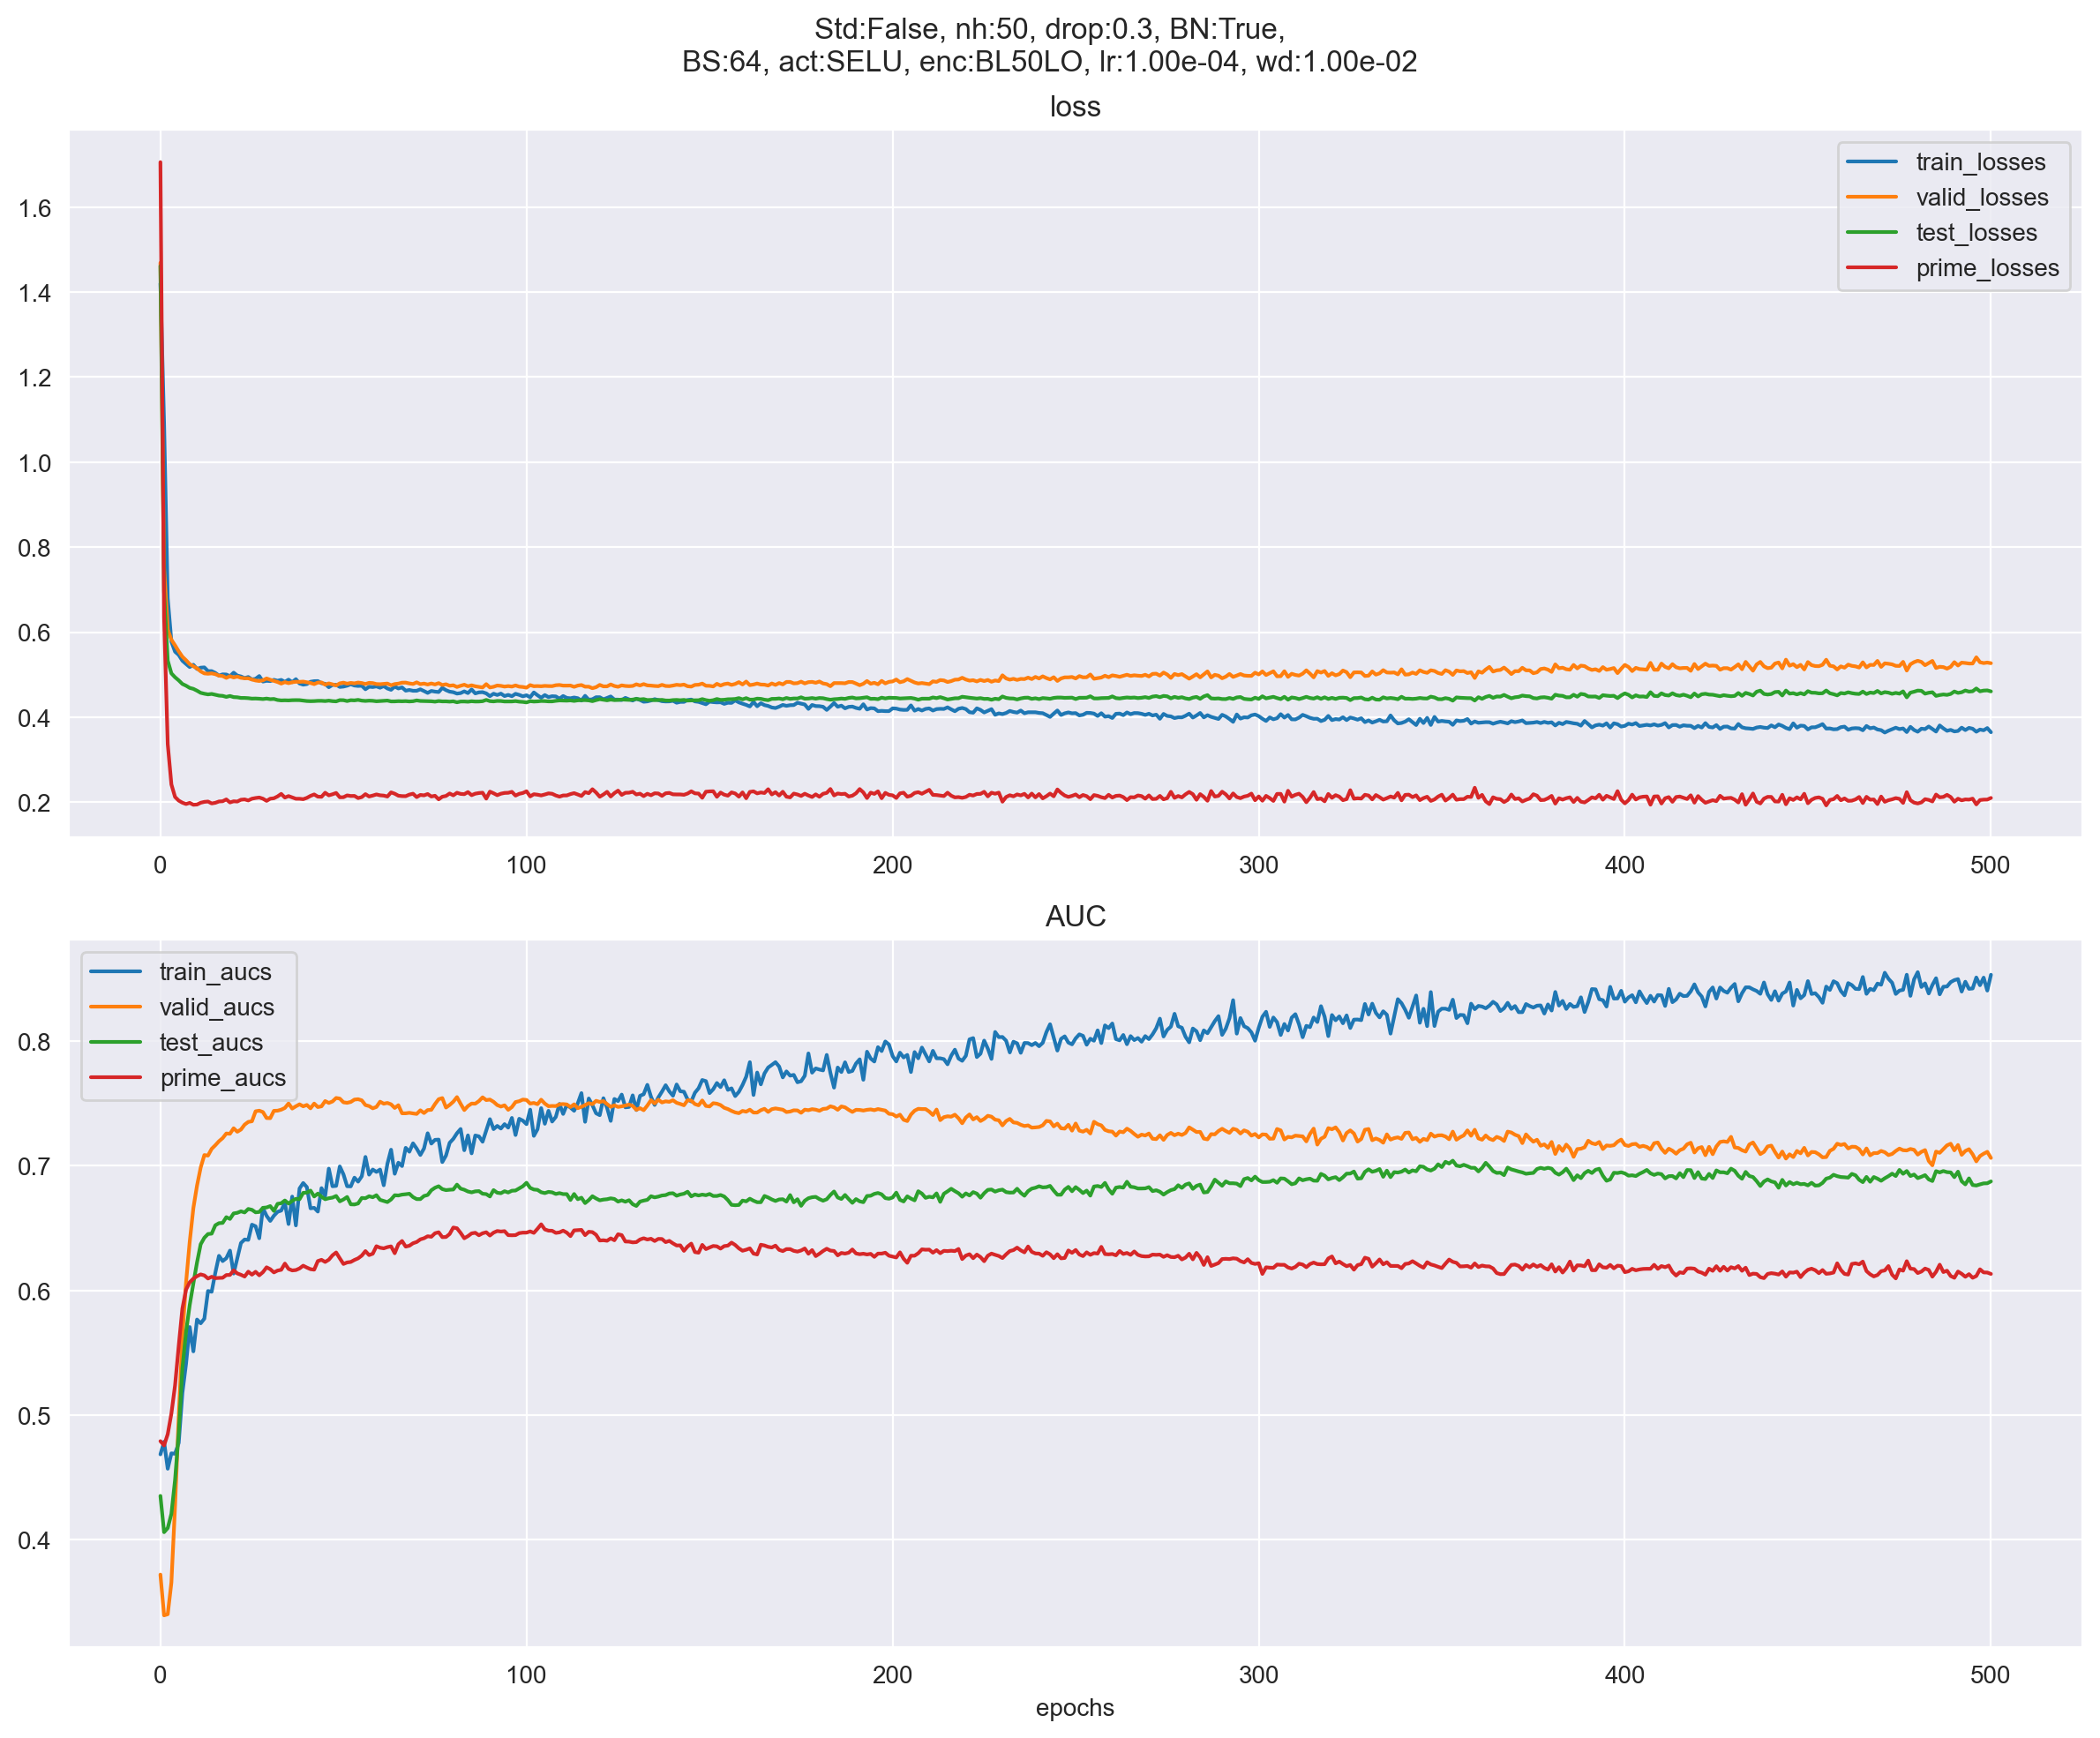 Std:False, nh:50, drop:0.3, BN:True,
BS:64, act:SELU, enc:BL50LO, lr:1.00e-04, wd:1.00e-02
loss
train_losses
valid_losses
test_losses
prime_losses
1.6
1.4
1.2
1.0
0.8
0.6
0.4
0.2
0 100 200 300 400 500
AUC
train_aucs
valid_aucs
test_aucs
prime_aucs
0.8
0.7
0.6
0.5
0.4
0 100 200 300 400 500
epochs